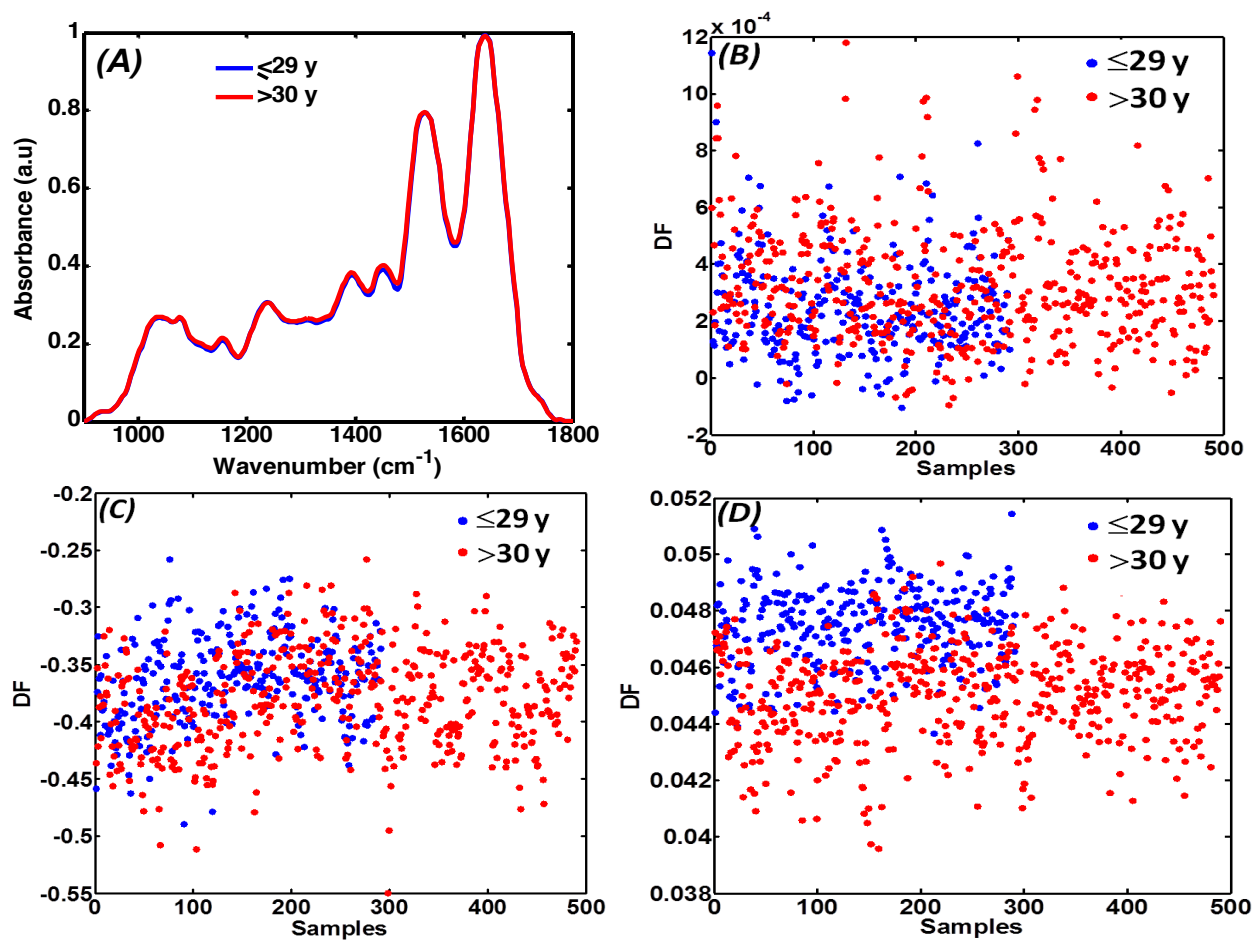 (A)
⩽29 y
>30 y
1
0.8
0.6
0.4
0.2
0
Absorbance (a.u)
1000
1200
1400
1600
1800
Wavenumber (cm⁻¹)
(B)
x 10⁻⁴
≤29 y
>30 y
12
10
8
6
4
2
0
-2
DF
0
100
200
300
400
500
Samples
(C)
≤29 y
>30 y
-0.2
-0.25
-0.3
-0.35
-0.4
-0.45
-0.5
-0.55
DF
0
100
200
300
400
500
Samples
(D)
≤29 y
>30 y
0.052
0.05
0.048
0.046
0.044
0.042
0.04
0.038
DF
0
100
200
300
400
500
Samples